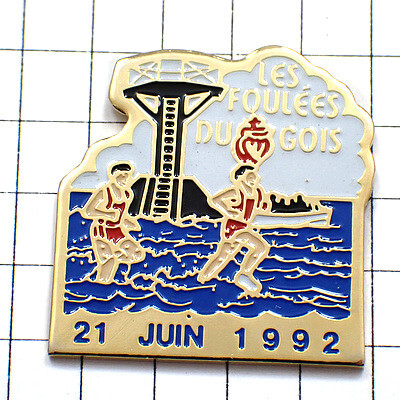 LES
FOULÉES
DU GOIS
21 JUIN 1992